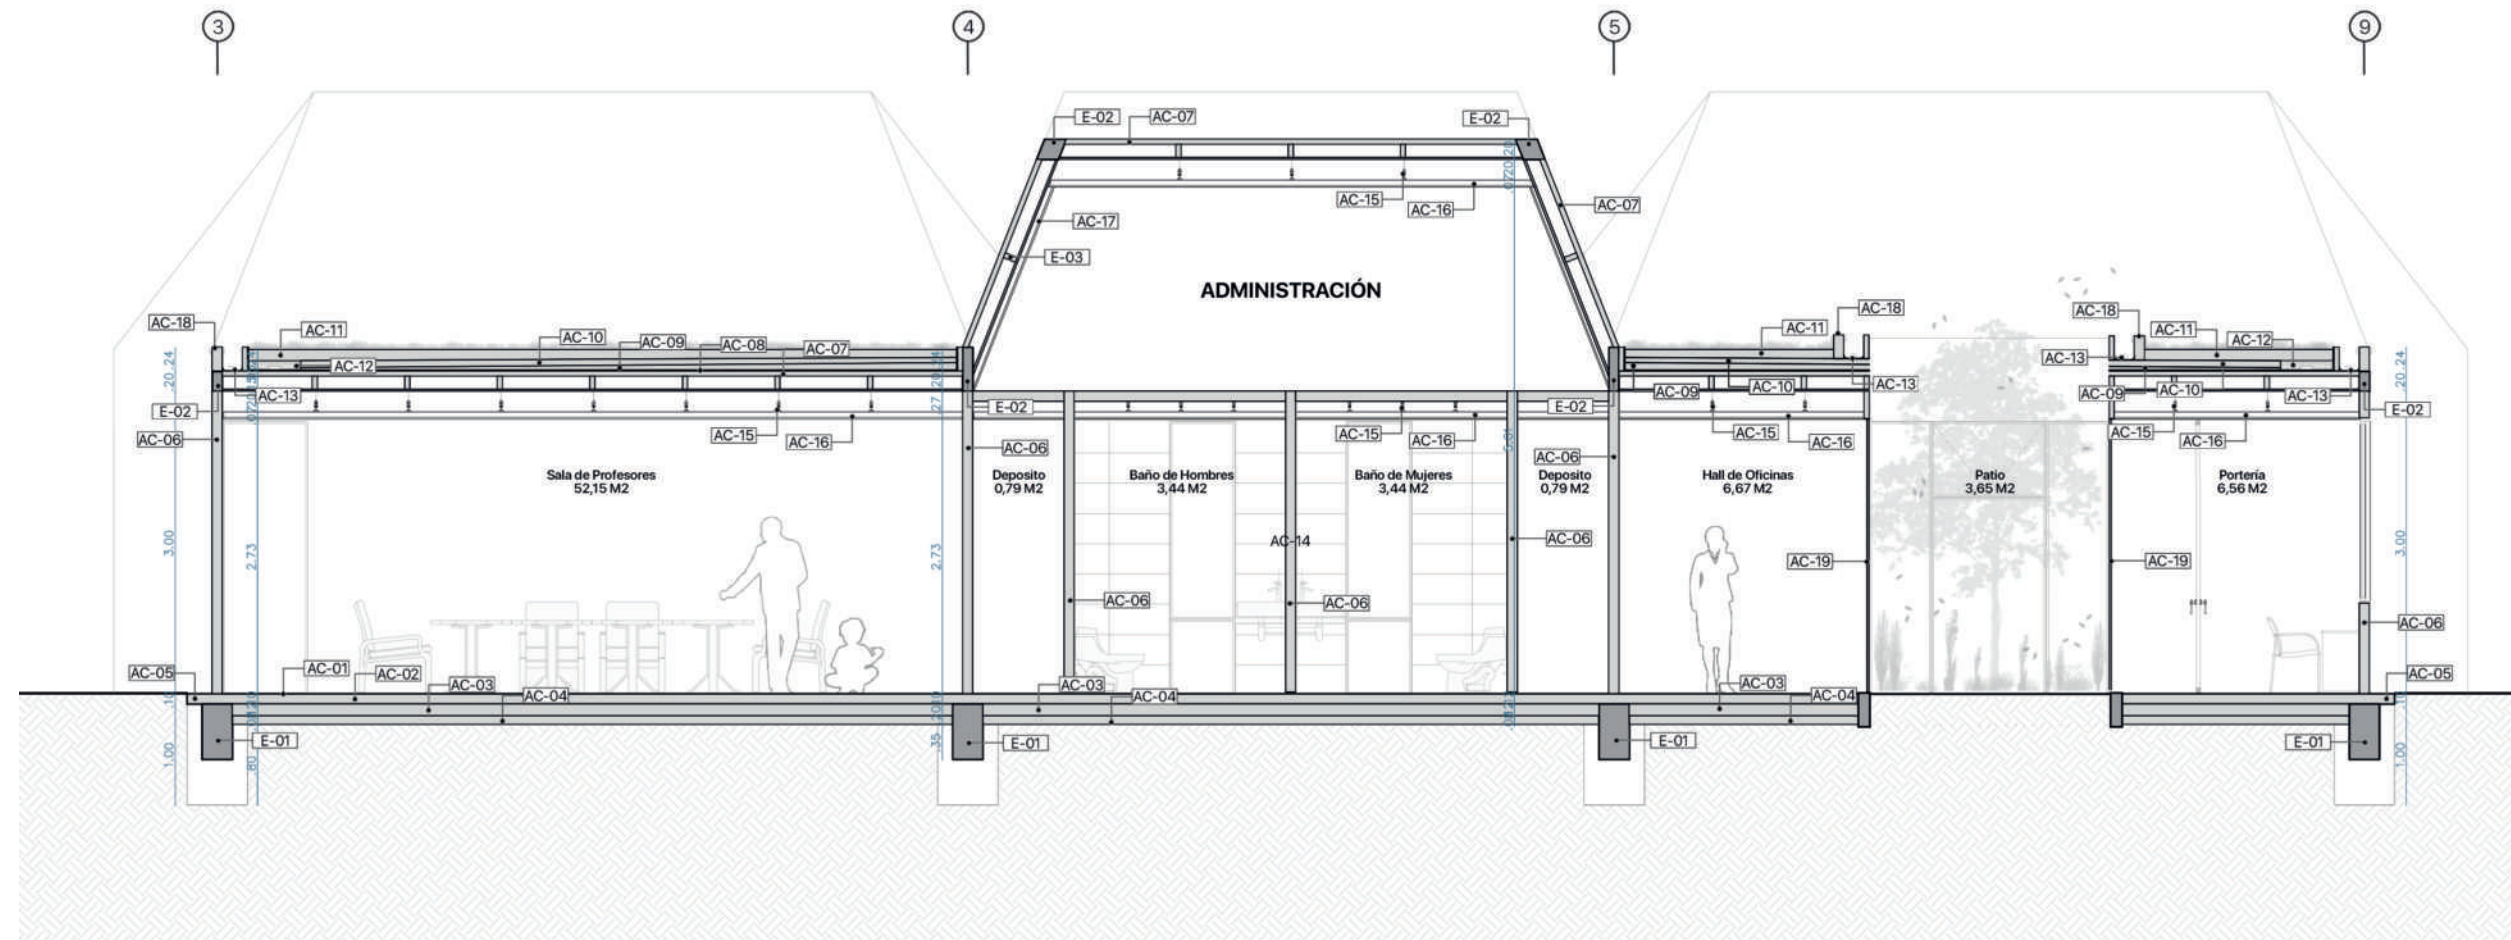 3 4 5 9
E-02 AC-07 E-02
AC-15
AC-16
AC-07
AC-17
E-03
ADMINISTRACIÓN
AC-18 AC-11 AC-10 AC-09 AC-08 AC-07
AC-12
AC-13
E-02
AC-06
AC-15 AC-16
E-02
AC-06
AC-15 AC-16
E-02
AC-06
AC-11 AC-18
AC-09 AC-10 AC-13
AC-15 AC-16
AC-18 AC-11 AC-12
AC-13
AC-09 AC-10 AC-13
AC-15 AC-16
E-02
.24
.20
3.00
.10
1.00
2.73
.80
.27
2.73
.35
.24
.20
3.00
1.00
Sala de Profesores
52,15 M2
Deposito
0,79 M2
Baño de Hombres
3,44 M2
Baño de Mujeres
3,44 M2
Deposito
0,79 M2
Hall de Oficinas
6,67 M2
Patio
3,65 M2
Portería
6,56 M2
AC-14
AC-06
AC-06
AC-06
AC-19
AC-19
AC-06
AC-05 AC-01 AC-02 AC-03 AC-04
AC-03 AC-04
AC-03 AC-04
AC-05
E-01
E-01
E-01
E-01